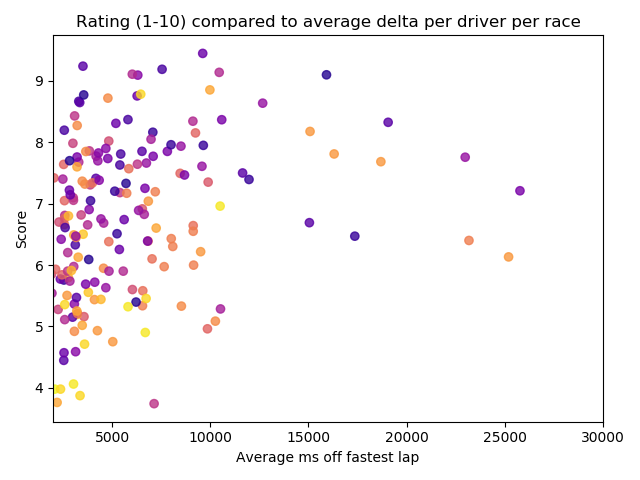 Rating (1-10) compared to average delta per driver per race
Score
9
8
7
6
5
4
5000 10000 15000 20000 25000 30000
Average ms off fastest lap